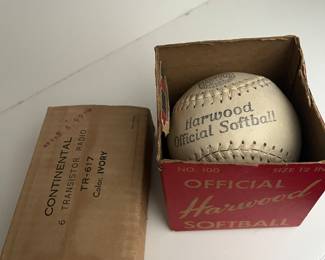 CONTINENTAL
6 TRANSISTOR RADIO
TR-617
Color: IVORY
Harwood
Official Softball
NO. 100
SIZE 12 IN
OFFICIAL
Harwood
SOFTBALL